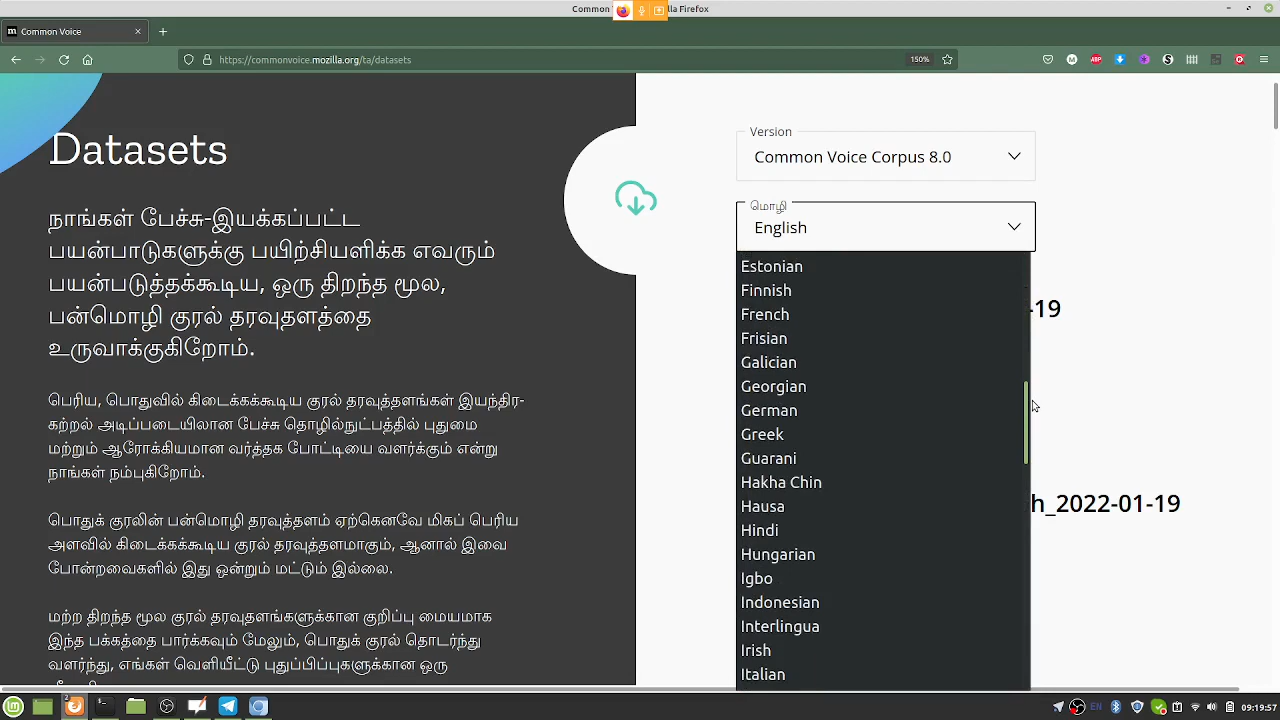 Common V
lla Firefox
Common Voice
https://commonvoice.mozilla.org/ta/datasets
150%
Datasets
நாங்கள் பேச்சு-இயக்கப்பட்ட
பயன்பாடுகளுக்கு பயிற்சியளிக்க எவரும்
பயன்படுத்தக்கூடிய, ஒரு திறந்த மூல,
பன்மொழி குரல் தரவுதளத்தை
உருவாக்குகிறோம்.
பெரிய, பொதுவில் கிடைக்கக்கூடிய குரல் தரவுத்தளங்கள் இயந்திர-
கற்றல் அடிப்படையிலான பேச்சு தொழில்நுட்பத்தில் புதுமை
மற்றும் ஆரோக்கியமான வர்த்தக போட்டியை வளர்க்கும் என்று
நாங்கள் நம்புகிறோம்.
பொதுக் குரலின் பன்மொழி தரவுத்தளம் ஏற்கெனவே மிகப் பெரிய
அளவில் கிடைக்கக்கூடிய குரல் தரவுத்தளமாகும், ஆனால் இவை
போன்றவைகளில் இது ஒன்றும் மட்டும் இல்லை.
மற்ற திறந்த மூல குரல் தரவுதளங்களுக்கான குறிப்பு மையமாக
இந்த பக்கத்தை பார்க்கவும் மேலும், பொதுக் குரல் தொடர்ந்து
வளர்ந்து, எங்கள் வெளியீட்டு புதுப்பிப்புகளுக்கான ஒரு
Version
Common Voice Corpus 8.0
மொழி
English
Estonian
Finnish
French
Frisian
Galician
Georgian
German
Greek
Guarani
Hakha Chin
Hausa
Hindi
Hungarian
Igbo
Indonesian
Interlingua
Irish
Italian
-19
h_2022-01-19
EN
09:19:57